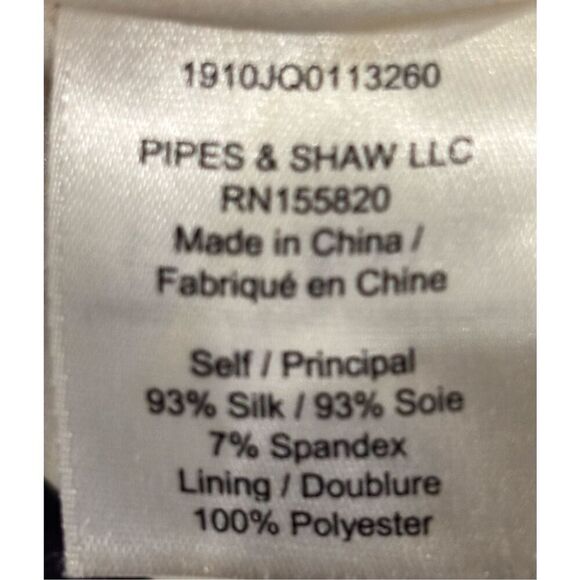 1910JQ0113260
PIPES & SHAW LLC
RN155820
Made in China /
Fabriqué en Chine
Self / Principal
93% Silk / 93% Soie
7% Spandex
Lining / Doublure
100% Polyester